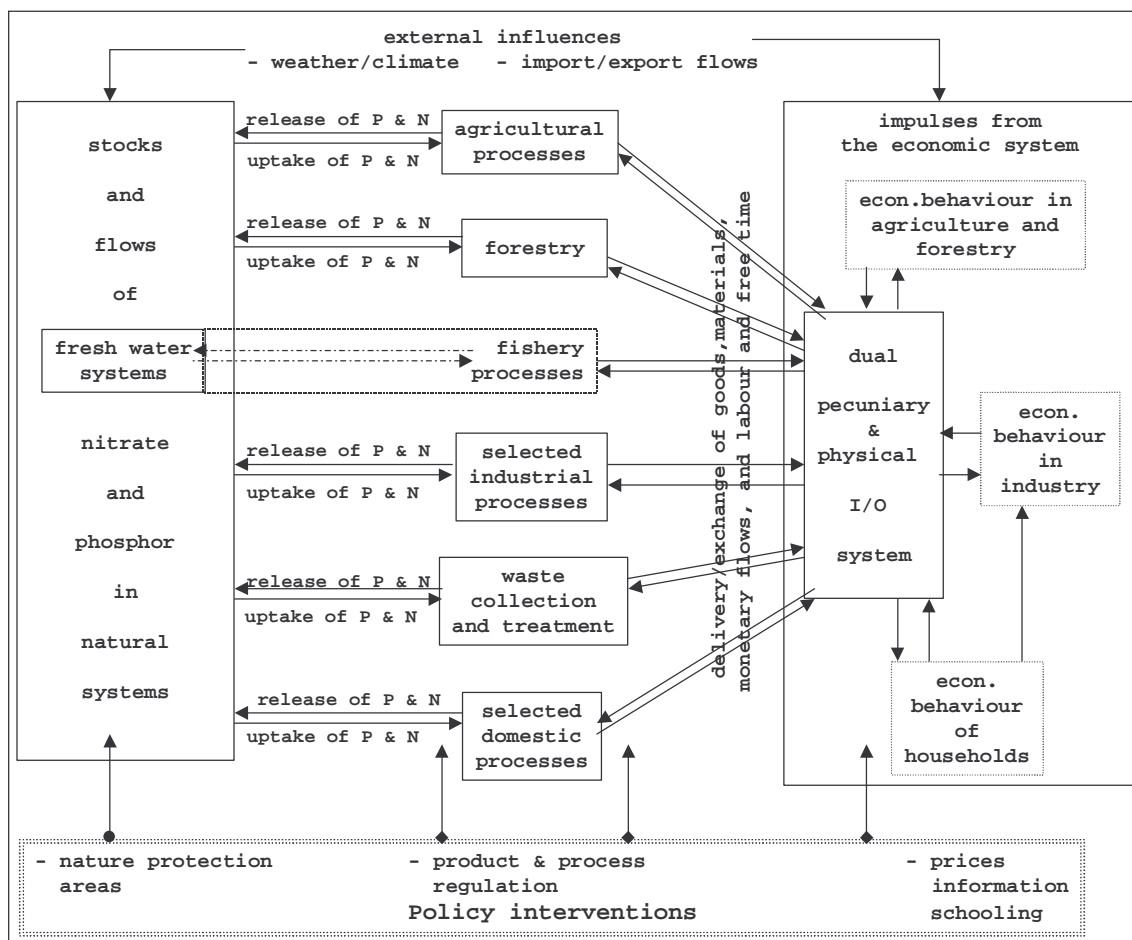 external influences
- weather/climate - import/export flows
stocks
and
flows
of
fresh water
systems
nitrate
and
phosphor
in
natural
systems
release of P & N
uptake of P & N
agricultural
processes
release of P & N
uptake of P & N
forestry
fishery
processes
release of P & N
uptake of P & N
selected
industrial
processes
release of P & N
uptake of P & N
waste
collection
and treatment
release of P & N
uptake of P & N
selected
domestic
processes
delivery/exchange of goods,materials,
monetary flows, and labour and free time
impulses from
the economic system
econ.behaviour in
agriculture and
forestry
dual
pecuniary
&
physical
I/O
system
econ.
behaviour
in
industry
econ.
behaviour
of
households
- nature protection
areas
- product & process
regulation
- prices
information
schooling
Policy interventions